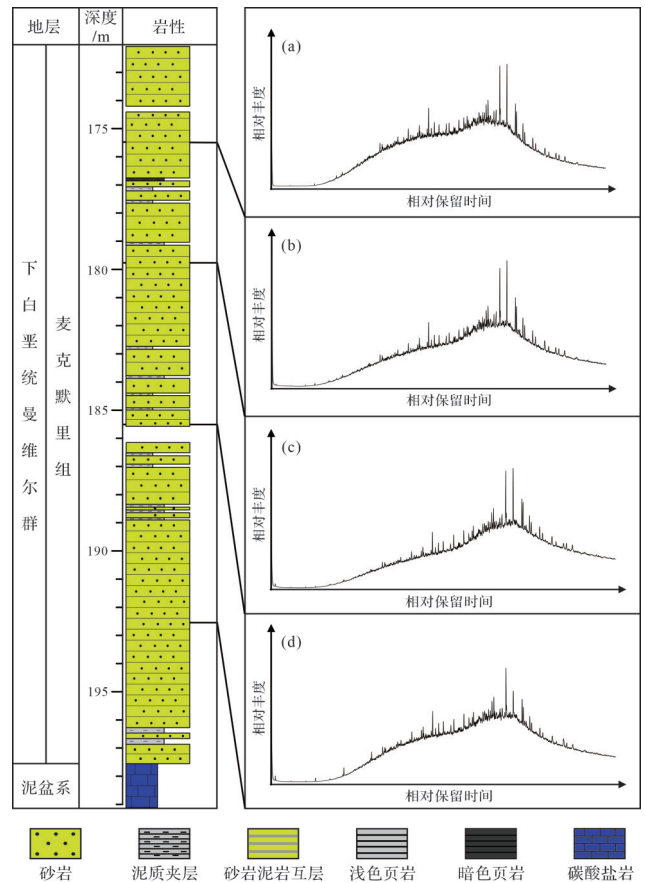 地层
深度
/m
岩性
下白垩统曼维尔群
麦克默里组
泥盆系
175
180
185
190
195
(a)
相对丰度
相对保留时间
(b)
相对丰度
相对保留时间
(c)
相对丰度
相对保留时间
(d)
相对丰度
相对保留时间
砂岩
泥质夹层
砂岩泥岩互层
浅色页岩
暗色页岩
碳酸盐岩